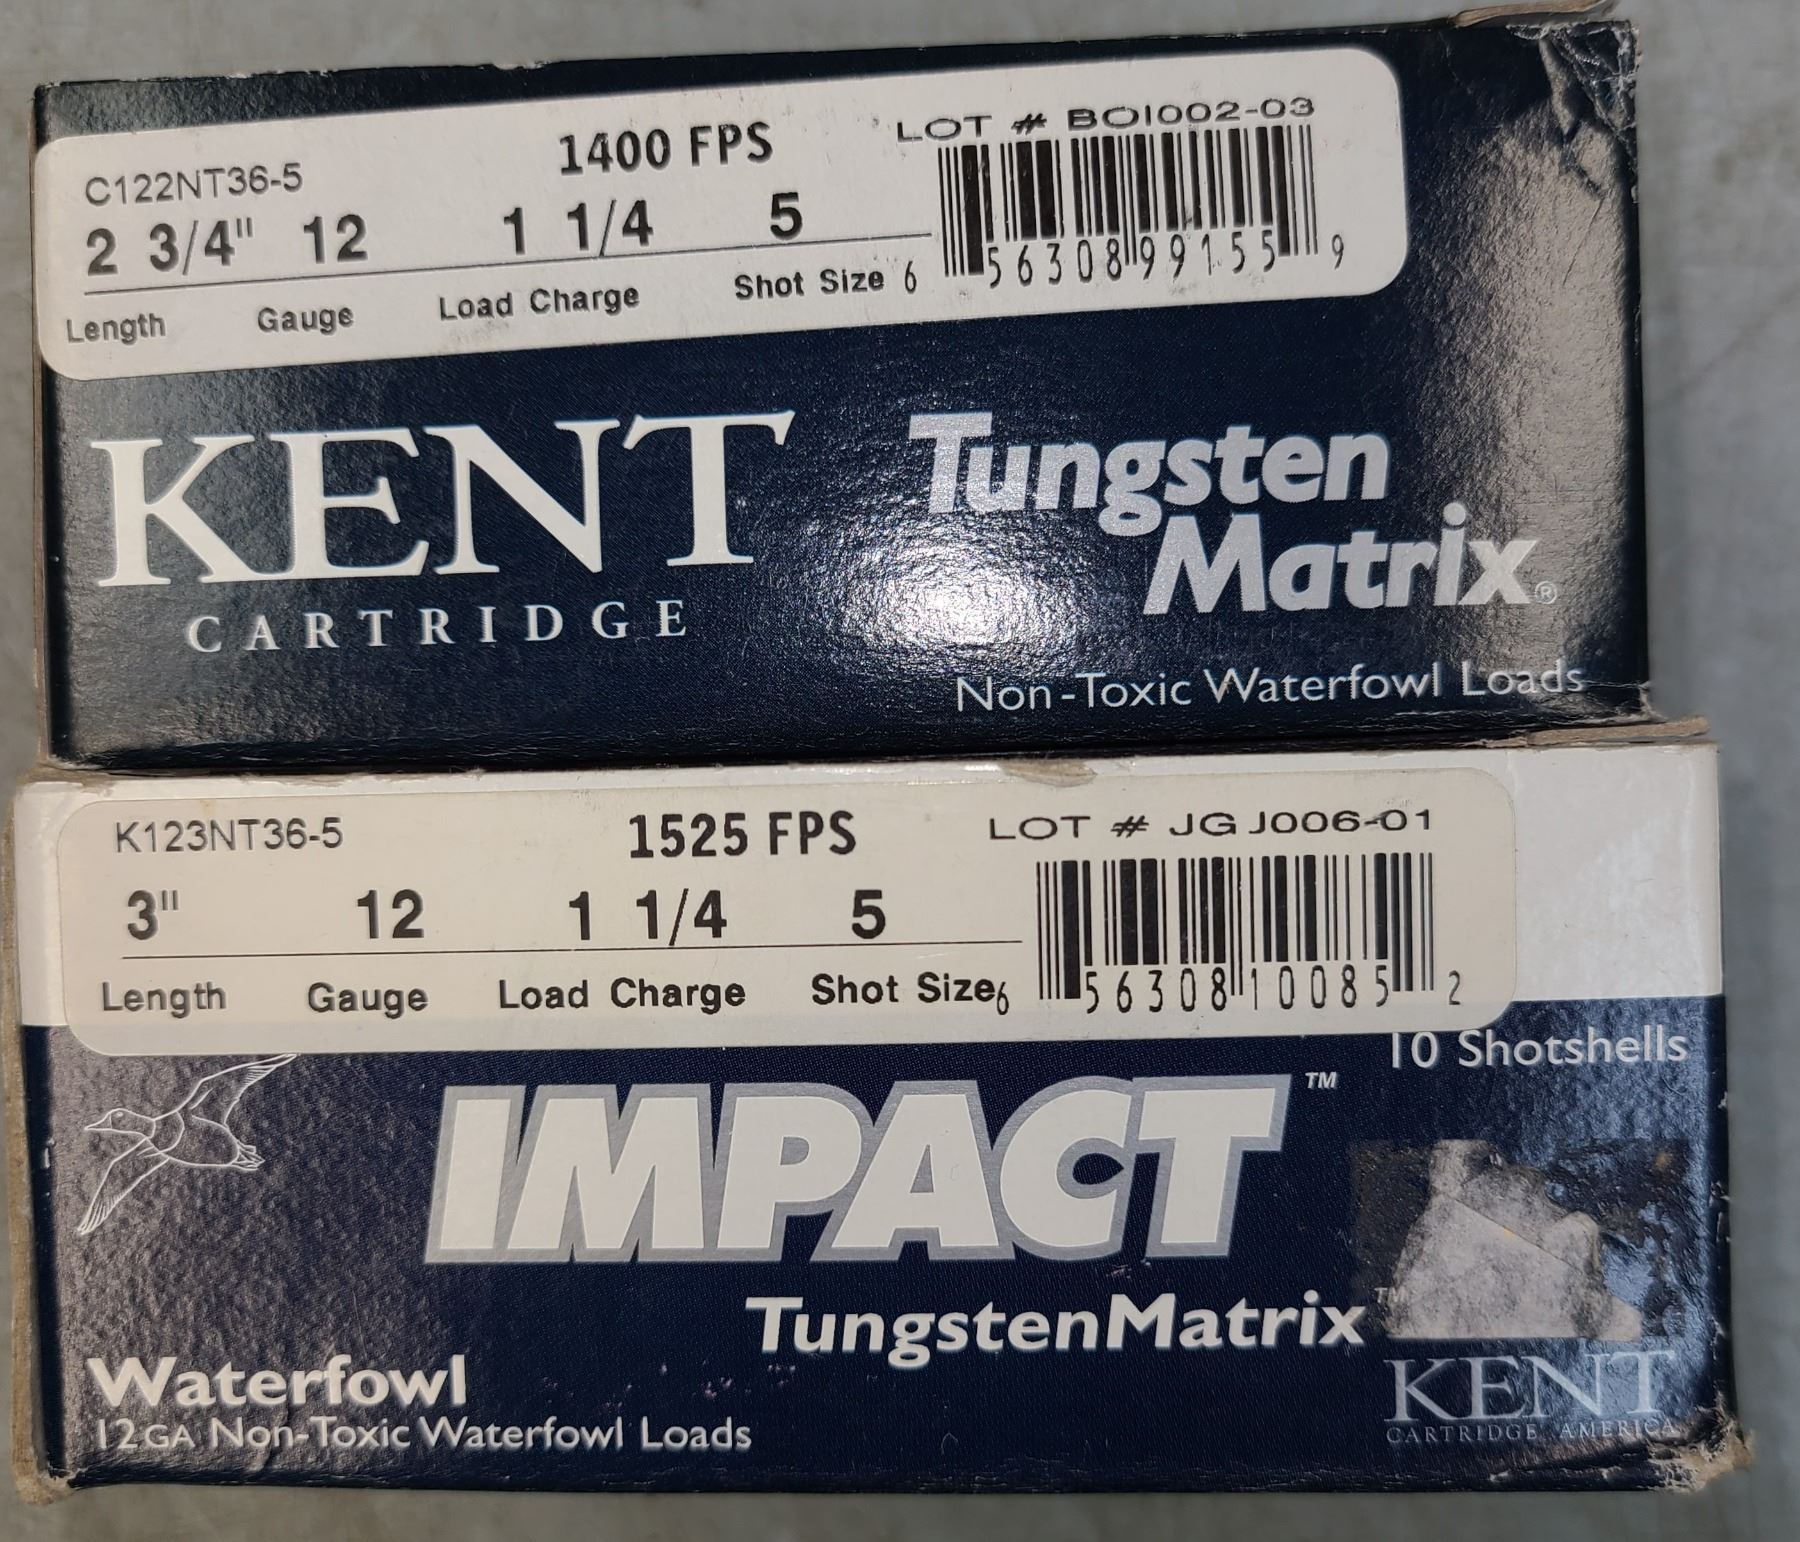 C122NT36-5 1400 FPS LOT # BOI002-03
2 3/4" 12 1 1/4 5
Length Gauge Load Charge Shot Size 6 56308 99155 9
KENT Tungsten
Matrix®
CARTRIDGE
Non-Toxic Waterfowl Loads
K123NT36-5 1525 FPS LOT # JGJ006-01
3" 12 1 1/4 5
Length Gauge Load Charge Shot Size 6 56308 10085 2
10 Shotshells
IMPACT™
TungstenMatrix™
Waterfowl KENT
12GA Non-Toxic Waterfowl Loads CARTRIDGE AMERICA